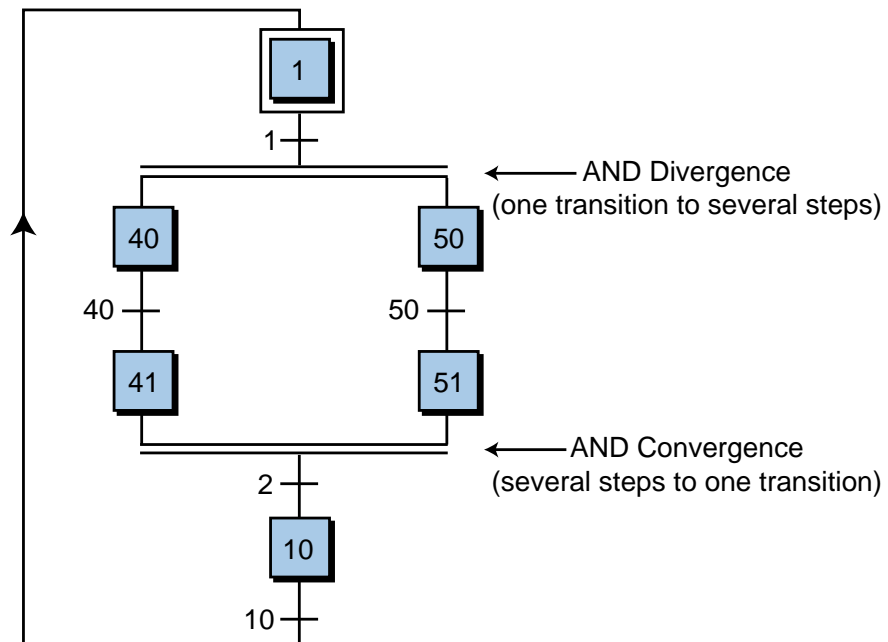 1
1
AND Divergence
(one transition to several steps)
40
50
40
50
41
51
AND Convergence
(several steps to one transition)
2
10
10